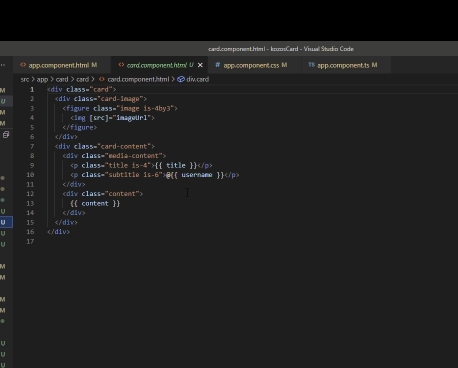 card.component.html - kozosCard - Visual Studio Code
app.component.html M card.component.html U app.component.css M TS app.component.ts M
src > app > card > card > card.component.html > div.card
1 <div class="card">
2 <div class="card-image">
3 <figure class="image is-4by3">
4 <img [src]="imageUrl">
5 </figure>
6 </div>
7 <div class="card-content">
8 <div class="media-content">
9 <p class="title is-4">{{ title }}</p>
10 <p class="subtitle is-6">@{{ username }}</p>
11 </div>
12 <div class="content">
13 {{ content }}
14 </div>
15 </div>
16 </div>
17
M
U
M
M
U
U
U
U
M
M
M
M
U
U
U